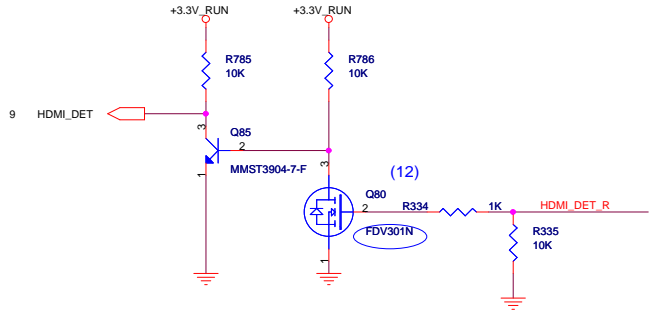 +3.3V_RUN +3.3V_RUN
R785 R786
10K 10K
9 HDMI_DET
3 Q85
2
MMST3904-7-F
1
3 (12)
Q80
2 R334 1K HDMI_DET_R
FDV301N R335
10K
1